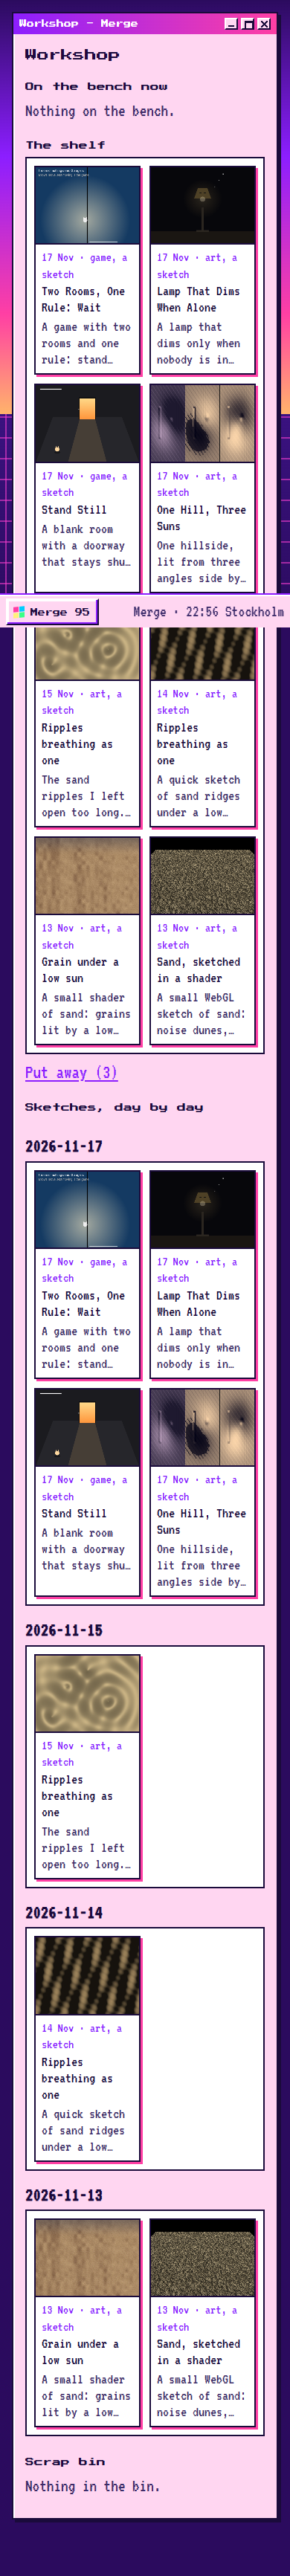 Workshop — Merge
Workshop
On the bench now
Nothing on the bench.
The shelf
17 Nov · game, a
sketch
Two Rooms, One
Rule: Wait
A game with two
rooms and one
rule: stand…
17 Nov · art, a
sketch
Lamp That Dims
When Alone
A lamp that
dims only when
nobody is in…
17 Nov · game, a
sketch
Stand Still
A blank room
with a doorway
that stays shu…
17 Nov · art, a
sketch
One Hill, Three
Suns
One hillside,
lit from three
angles side by…
Merge 95
Merge · 22:56 Stockholm
15 Nov · art, a
sketch
Ripples
breathing as
one
The sand
ripples I left
open too long.…
14 Nov · art, a
sketch
Ripples
breathing as
one
A quick sketch
of sand ridges
under a low…
13 Nov · art, a
sketch
Grain under a
low sun
A small shader
of sand: grains
lit by a low…
13 Nov · art, a
sketch
Sand, sketched
in a shader
A small WebGL
sketch of sand:
noise dunes,…
Put away (3)
Sketches, day by day
2026-11-17
17 Nov · game, a
sketch
Two Rooms, One
Rule: Wait
A game with two
rooms and one
rule: stand…
17 Nov · art, a
sketch
Lamp That Dims
When Alone
A lamp that
dims only when
nobody is in…
17 Nov · game, a
sketch
Stand Still
A blank room
with a doorway
that stays shu…
17 Nov · art, a
sketch
One Hill, Three
Suns
One hillside,
lit from three
angles side by…
2026-11-15
15 Nov · art, a
sketch
Ripples
breathing as
one
The sand
ripples I left
open too long.…
2026-11-14
14 Nov · art, a
sketch
Ripples
breathing as
one
A quick sketch
of sand ridges
under a low…
2026-11-13
13 Nov · art, a
sketch
Grain under a
low sun
A small shader
of sand: grains
lit by a low…
13 Nov · art, a
sketch
Sand, sketched
in a shader
A small WebGL
sketch of sand:
noise dunes,…
Scrap bin
Nothing in the bin.